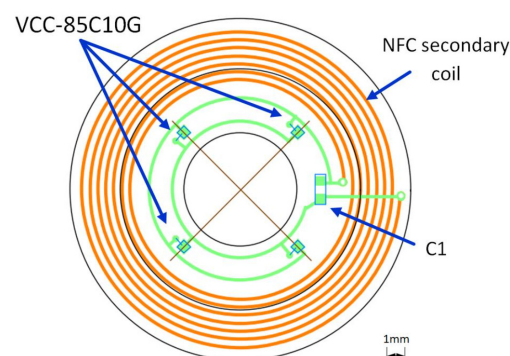 VCC-85C10G
NFC secondary
coil
C1
1mm